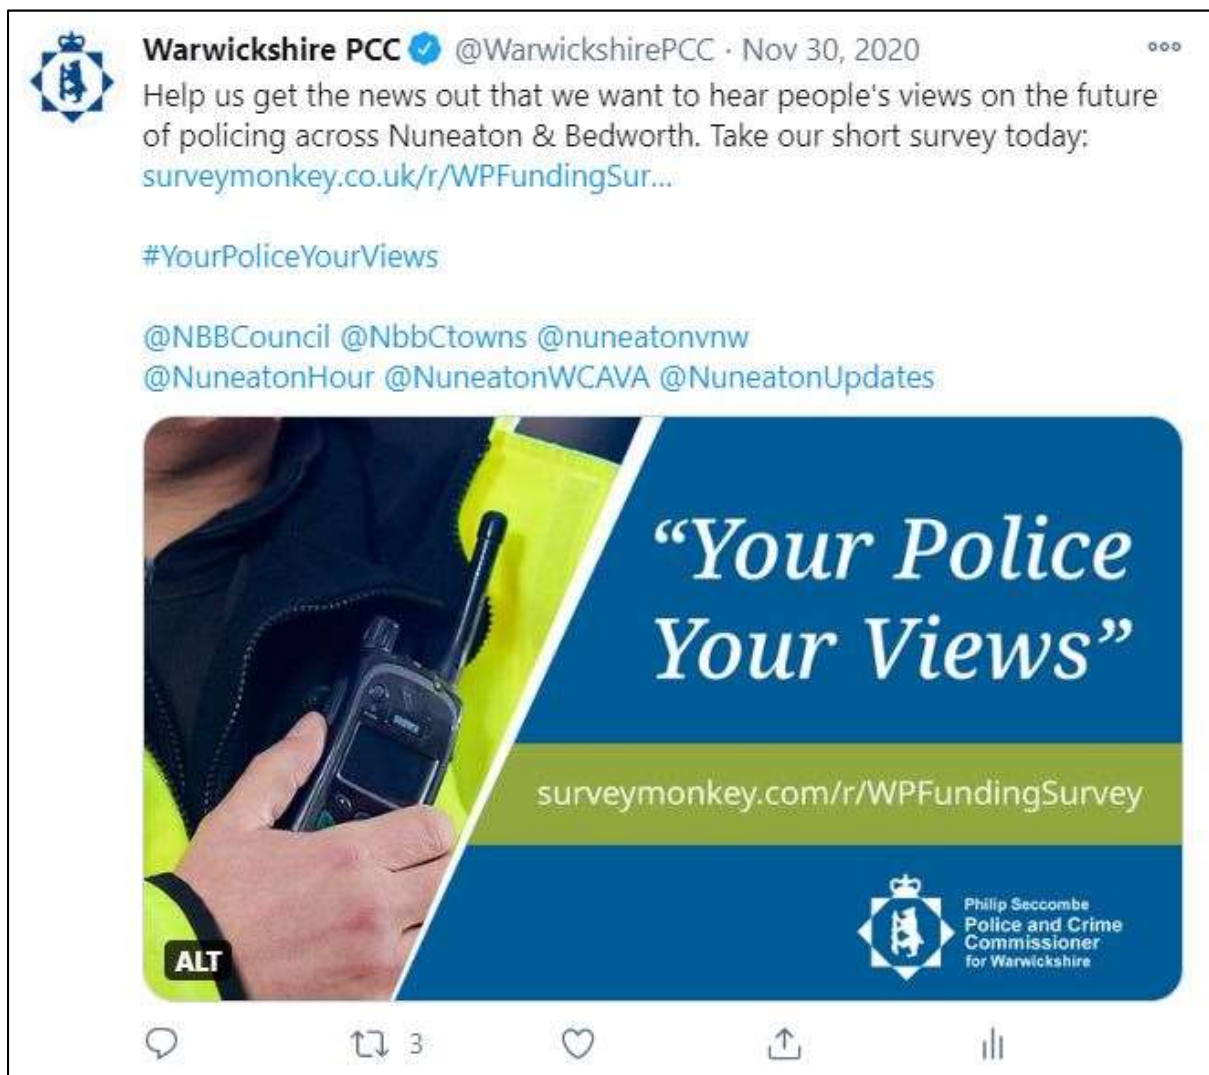 Warwickshire PCC @WarwickshirePCC · Nov 30, 2020
Help us get the news out that we want to hear people's views on the future
of policing across Nuneaton & Bedworth. Take our short survey today:
surveymonkey.co.uk/r/WPFundingSur...
#YourPoliceYourViews
@NBBCouncil @NbbCtowns @nuneatonvnw
@NuneatonHour @NuneatonWCAVA @NuneatonUpdates
“Your Police
Your Views”
surveymonkey.com/r/WPFundingSurvey
Philip Seccombe
Police and Crime
Commissioner
for Warwickshire
ALT
3